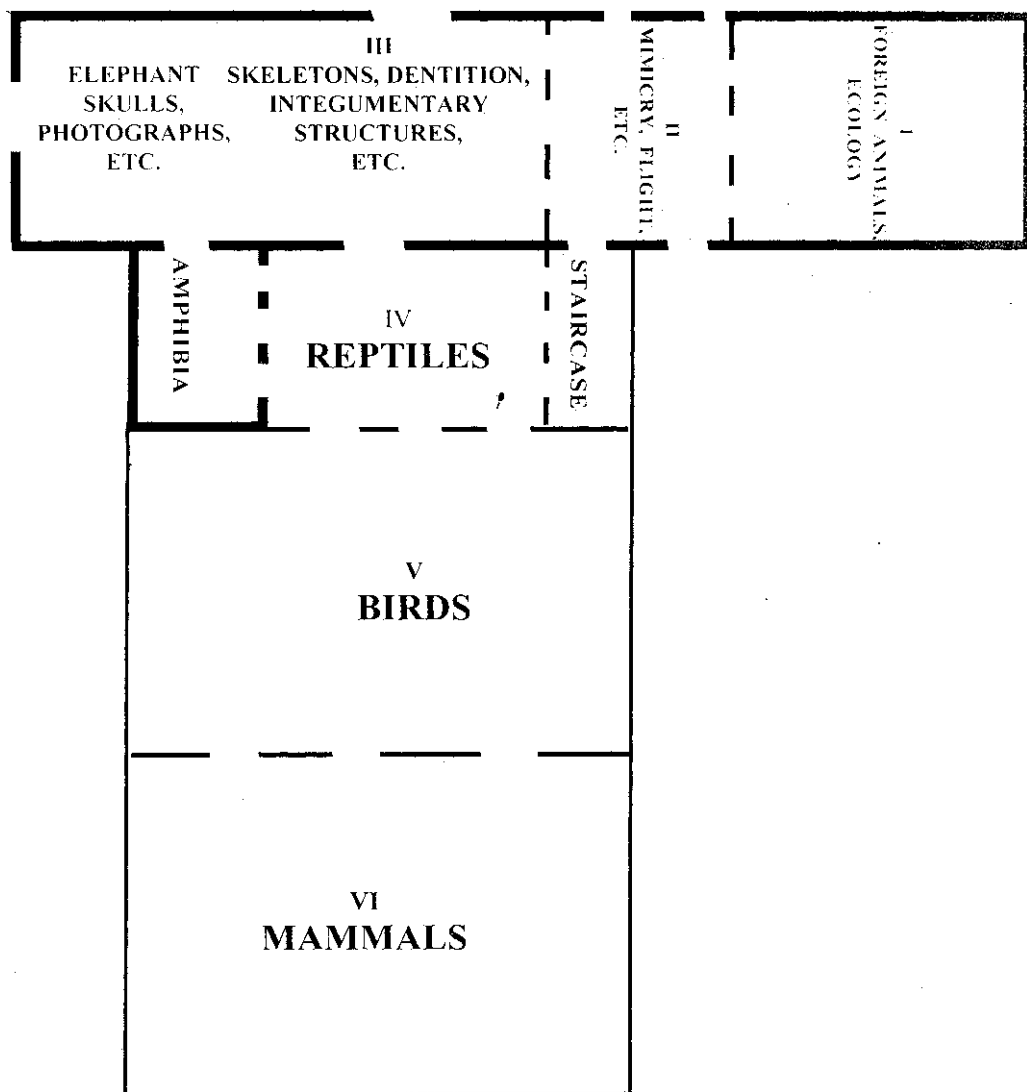 ELEPHANT
SKULLS,
PHOTOGRAPHS,
ETC.
III
SKELETONS, DENTITION,
INTEGUMENTARY
STRUCTURES,
ETC.
II
MIMICRY, FLIGHT,
ETC.
I
FOREIGN ANIMALS,
ECOLOGY
AMPHIBIA
IV
REPTILES
STAIRCASE
V
BIRDS
VI
MAMMALS